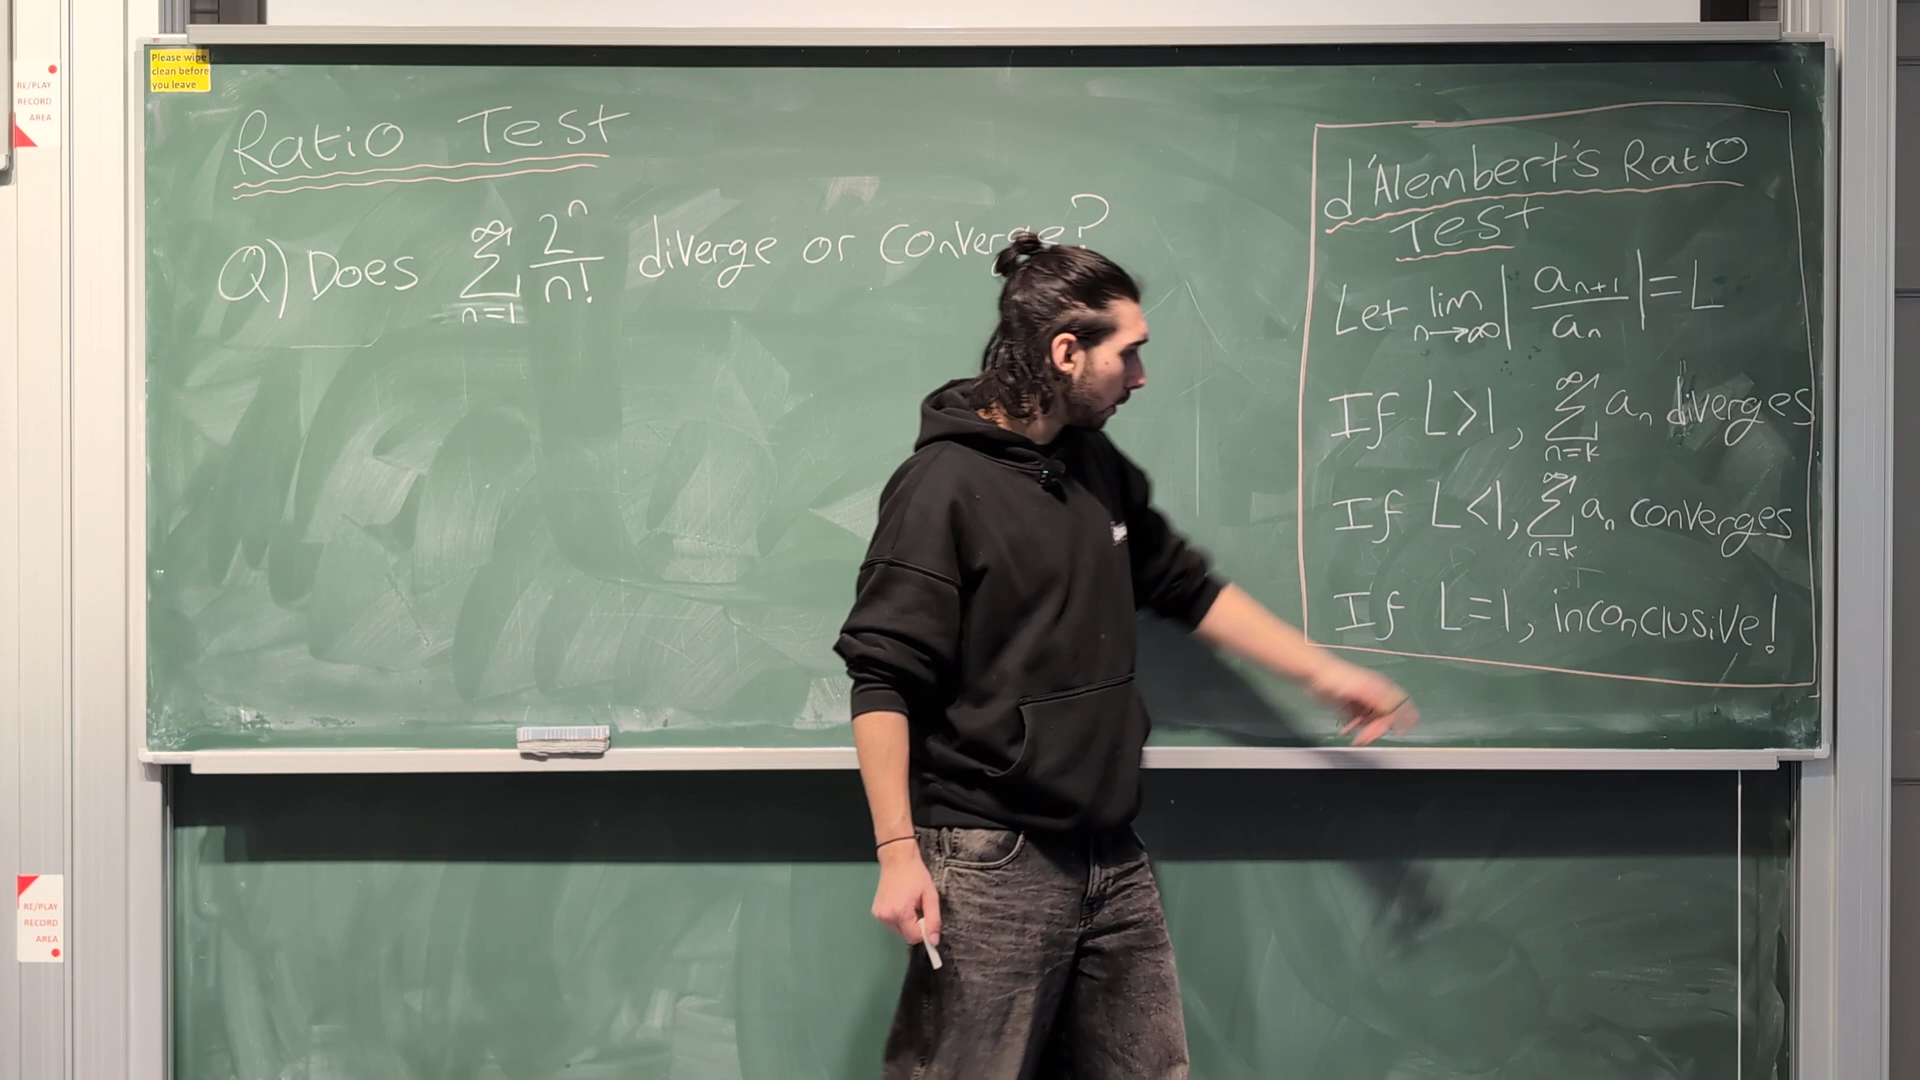 Please wipe
clean before
you leave
RE/PLAY
RECORD
AREA
Ratio Test
Q) Does ∑_{n=1}^{∞} 2^n/n! diverge or converge?
d'Alembert's Ratio
Test
Let lim_{n→∞} |a_{n+1}/a_n| = L
If L>1, ∑_{n=k}^{∞} a_n diverges
If L<1, ∑_{n=k}^{∞} a_n converges
If L=1, inconclusive!
RE/PLAY
RECORD
AREA